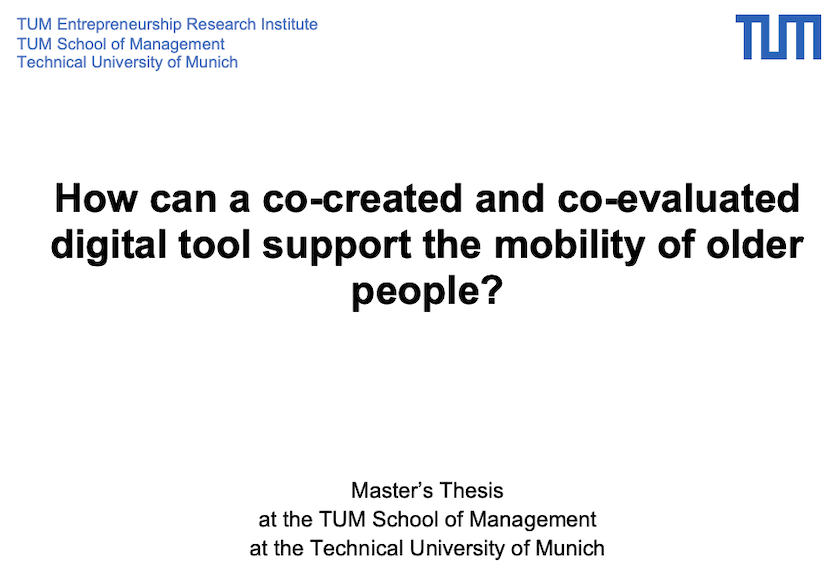 TUM Entrepreneurship Research Institute
TUM School of Management
Technical University of Munich
TUM
How can a co-created and co-evaluated
digital tool support the mobility of older
people?
Master’s Thesis
at the TUM School of Management
at the Technical University of Munich